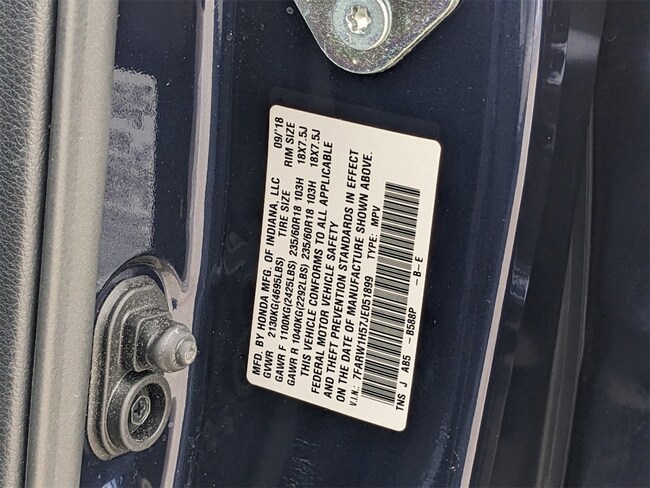 MFD. BY HONDA MFG. OF INDIANA, LLC 09/'18
GVWR 2130KG(4695LBS) TIRE SIZE RIM SIZE
GAWR F 1100KG(2425LBS) 235/60R18 103H 18X7.5J
GAWR R 1040KG(2292LBS) 235/60R18 103H 18X7.5J
THIS VEHICLE CONFORMS TO ALL APPLICABLE
FEDERAL MOTOR VEHICLE SAFETY
AND THEFT PREVENTION STANDARDS IN EFFECT
ON THE DATE OF MANUFACTURE SHOWN ABOVE.
V.I.N.: 7FARW1H57JE051899 TYPE: MPV
TNS J AB5 -B588P -B-E